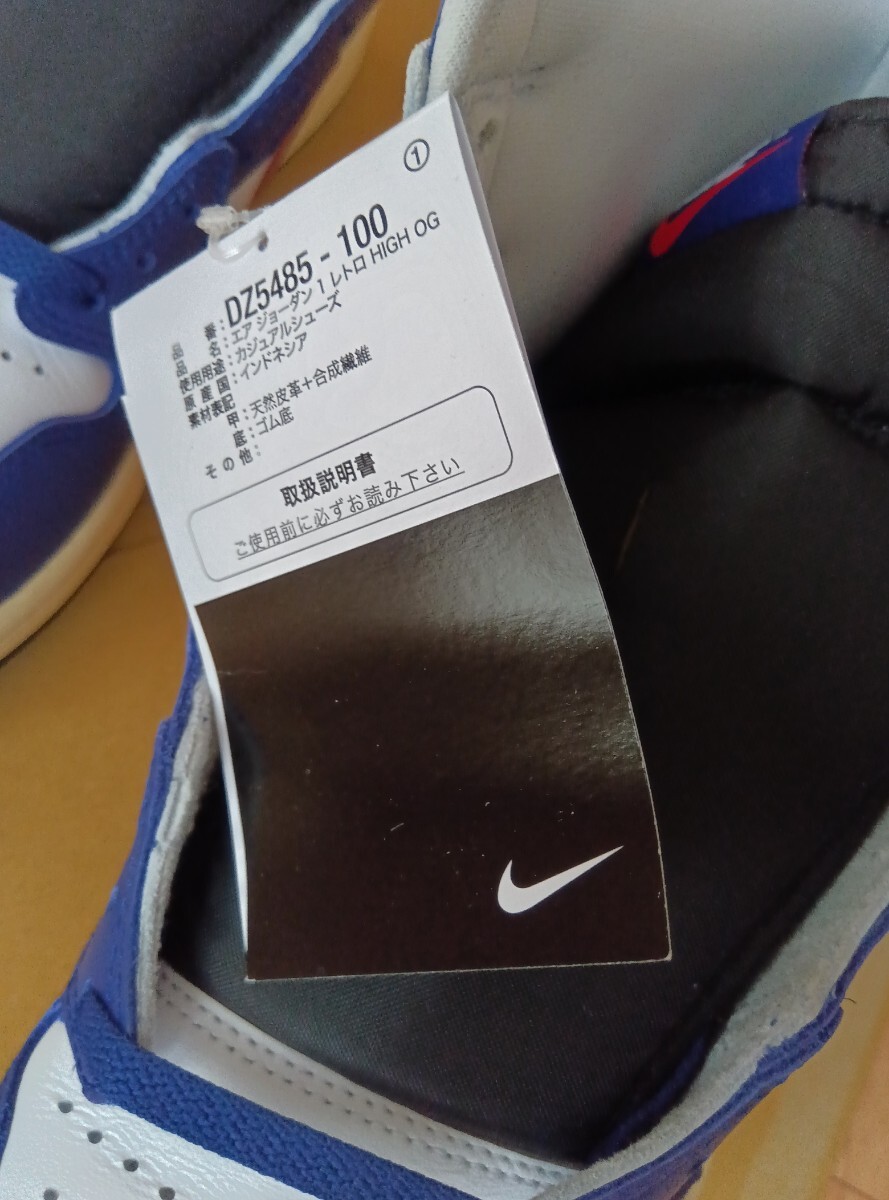 ①
品番:DZ5485-100
品名:エア ジョーダン 1 レトロ HIGH OG
使用用途:カジュアルシューズ
原産国:インドネシア
素材表記
甲:天然皮革+合成繊維
底:ゴム底
その他:
取扱説明書
ご使用前に必ずお読み下さい